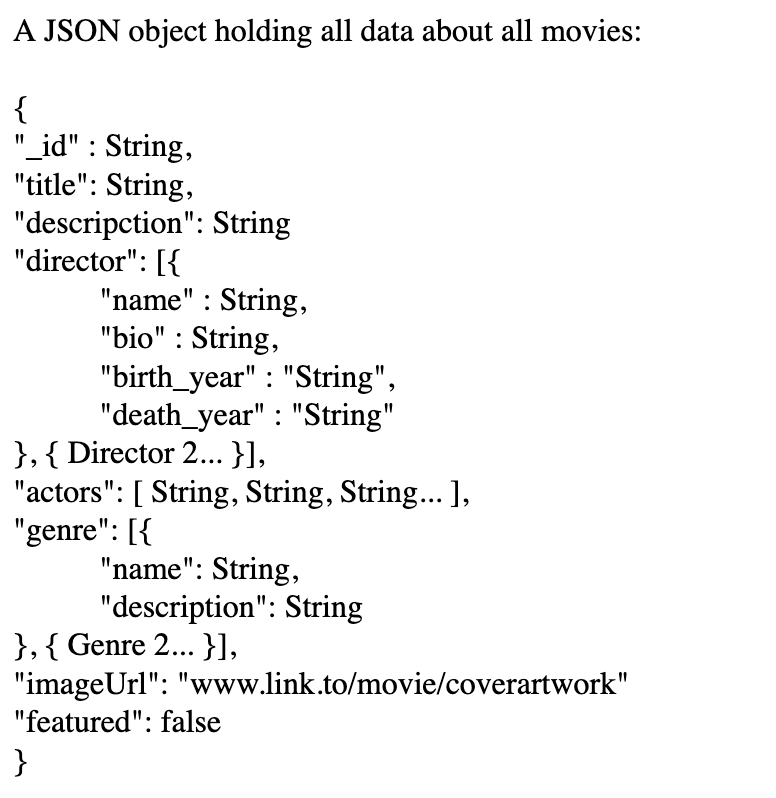 A JSON object holding all data about all movies:
{
"_id" : String,
"title": String,
"descripction": String
"director": [{
"name" : String,
"bio" : String,
"birth_year" : "String",
"death_year" : "String"
}, { Director 2... }],
"actors": [ String, String, String... ],
"genre": [{
"name": String,
"description": String
}, { Genre 2... }],
"imageUrl": "www.link.to/movie/coverartwork"
"featured": false
}